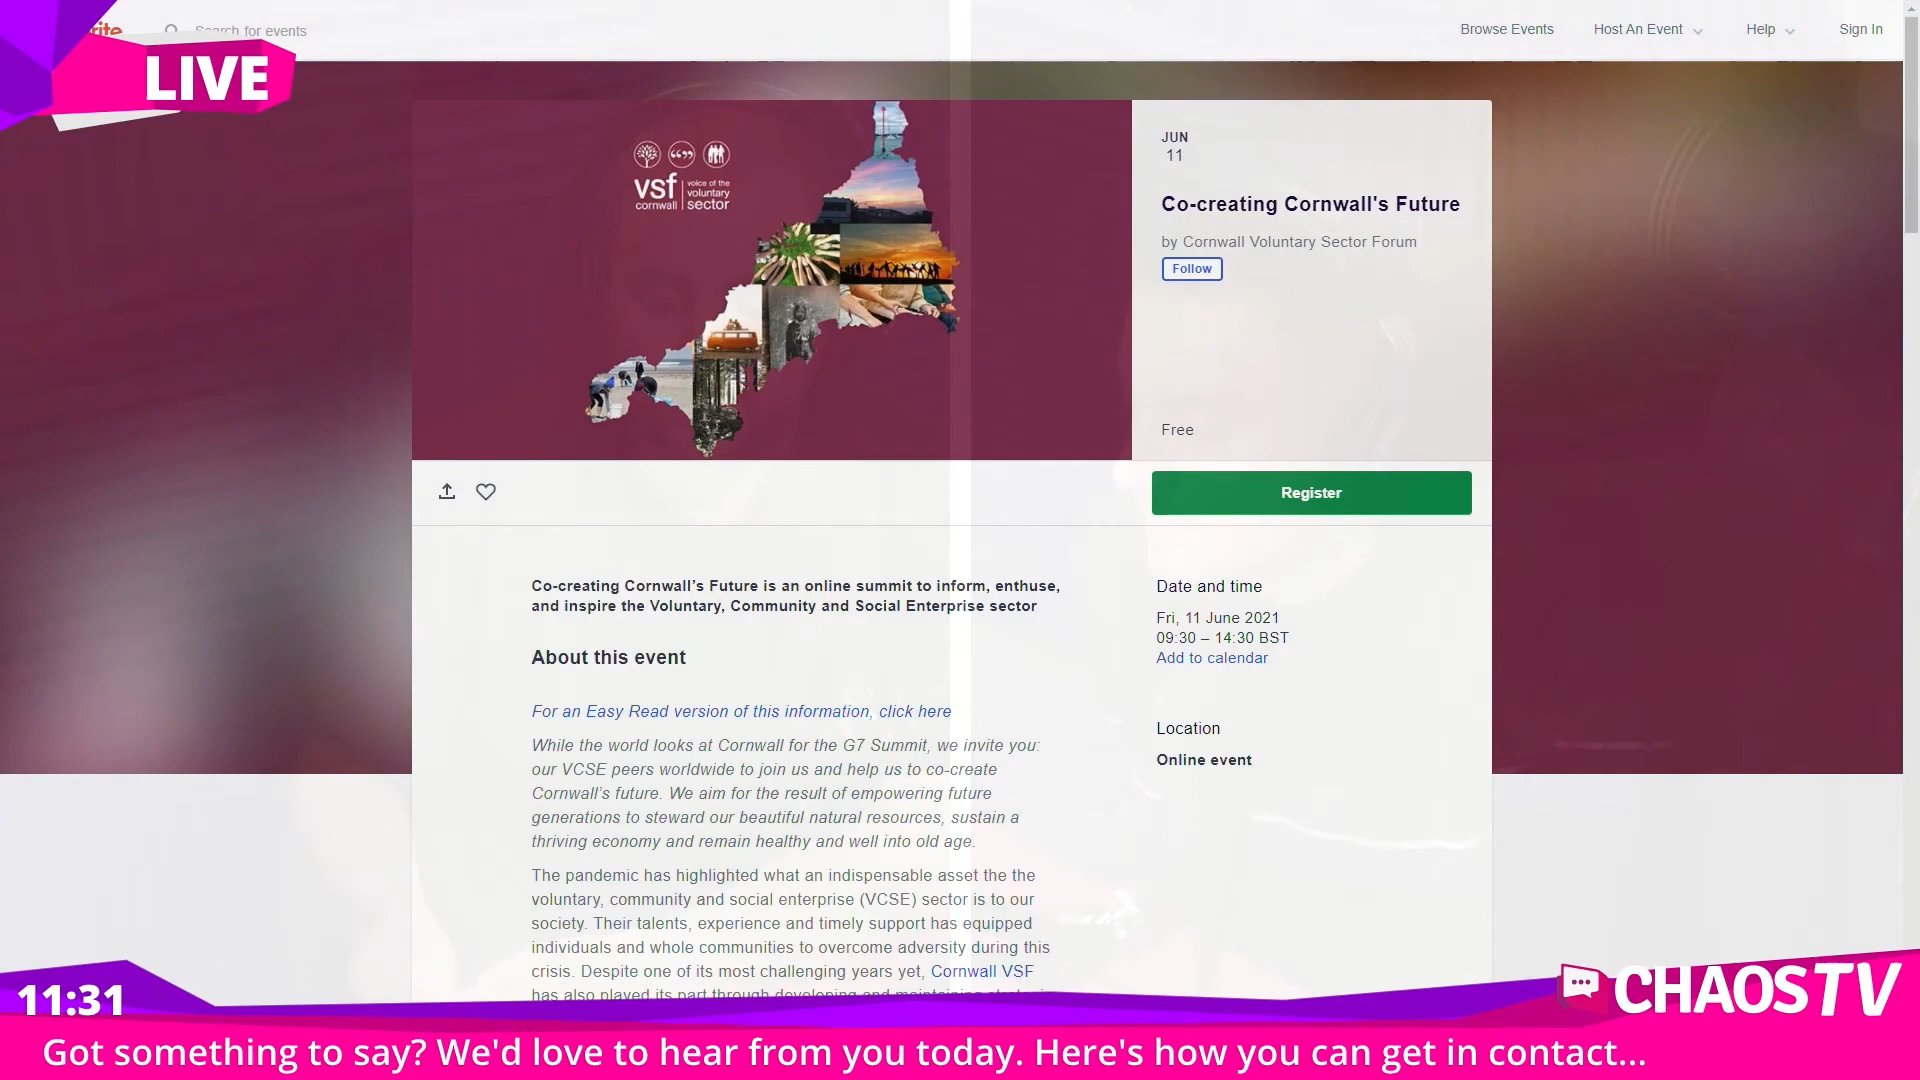 rite
Search for events
Browse Events
Host An Event
Help
Sign In
LIVE
vsf
cornwall
voice of the
voluntary
sector
JUN
11
Co-creating Cornwall's Future
by Cornwall Voluntary Sector Forum
Follow
Free
Register
Co-creating Cornwall’s Future is an online summit to inform, enthuse,
and inspire the Voluntary, Community and Social Enterprise sector
About this event
For an Easy Read version of this information, click here
While the world looks at Cornwall for the G7 Summit, we invite you:
our VCSE peers worldwide to join us and help us to co-create
Cornwall’s future. We aim for the result of empowering future
generations to steward our beautiful natural resources, sustain a
thriving economy and remain healthy and well into old age.
The pandemic has highlighted what an indispensable asset the the
voluntary, community and social enterprise (VCSE) sector is to our
society. Their talents, experience and timely support has equipped
individuals and whole communities to overcome adversity during this
crisis. Despite one of its most challenging years yet, Cornwall VSF
has also played its part through developing and maintaining
Date and time
Fri, 11 June 2021
09:30 – 14:30 BST
Add to calendar
Location
Online event
11:31
CHAOSTV
Got something to say? We'd love to hear from you today. Here's how you can get in contact...